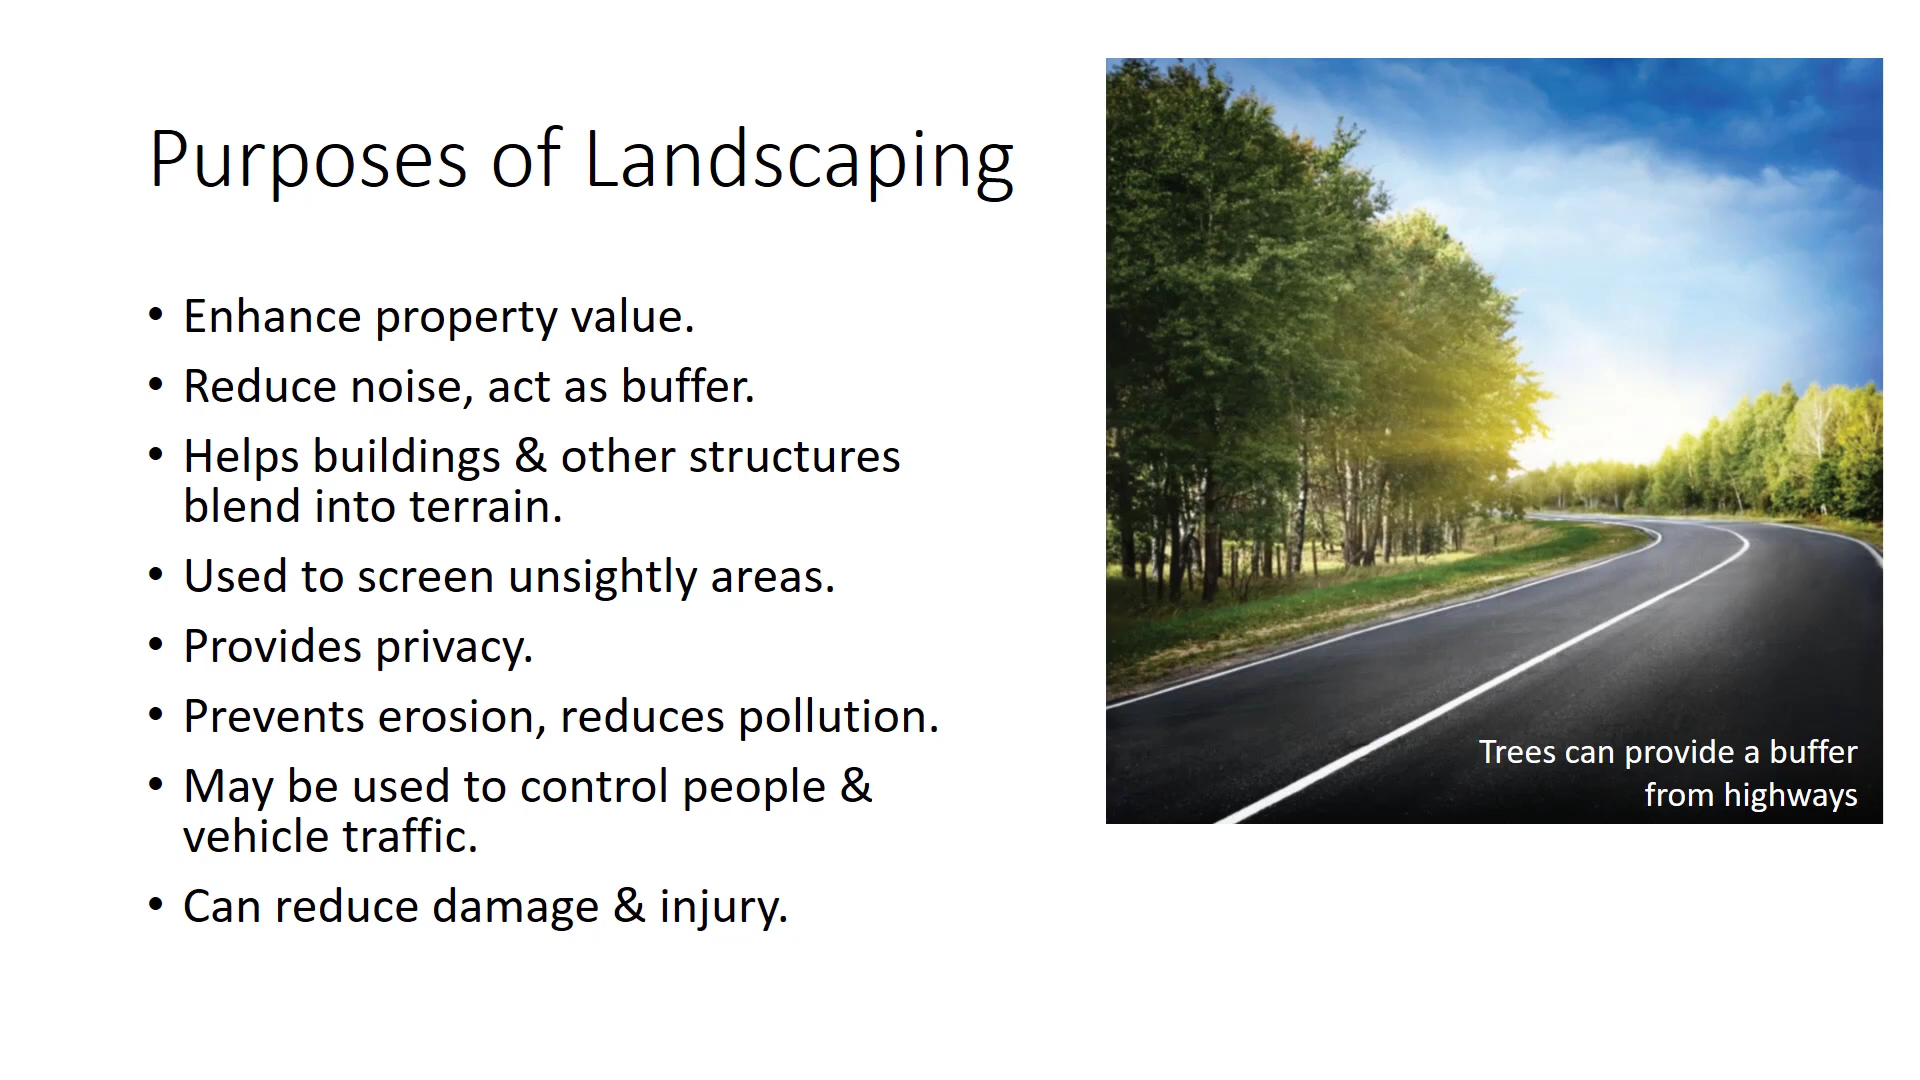 Purposes of Landscaping
• Enhance property value.
• Reduce noise, act as buffer.
• Helps buildings & other structures
blend into terrain.
• Used to screen unsightly areas.
• Provides privacy.
• Prevents erosion, reduces pollution.
• May be used to control people &
vehicle traffic.
• Can reduce damage & injury.
Trees can provide a buffer
from highways